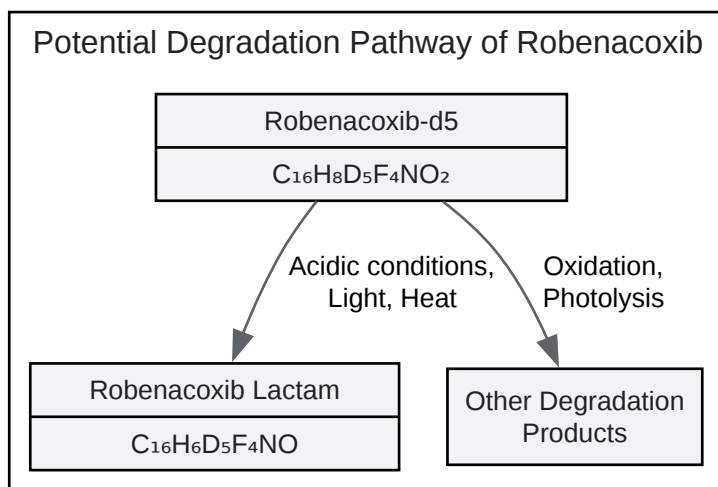 Potential Degradation Pathway of Robenacoxib
Robenacoxib-d5
C₁₆H₈D₅F₄NO₂
Acidic conditions,
Light, Heat
Oxidation,
Photolysis
Robenacoxib Lactam
C₁₆H₆D₅F₄NO
Other Degradation
Products